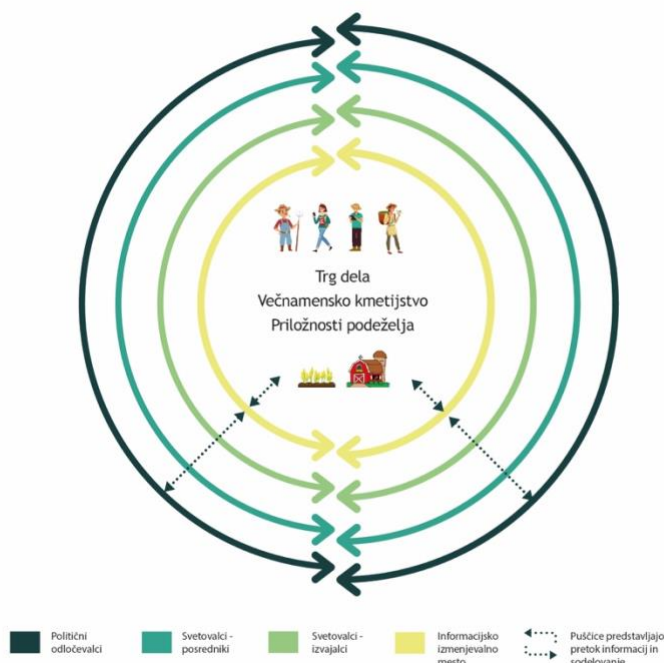 Trg dela
Večnamensko kmetijstvo
Priložnosti podeželja
Politični
odločevalci
Svetovalci -
posredniki
Svetovalci -
izvajalci
Informacijsko
izmenjevalno
mesto
Puščice predstavljajo
pretok informacij in
sodelovanje